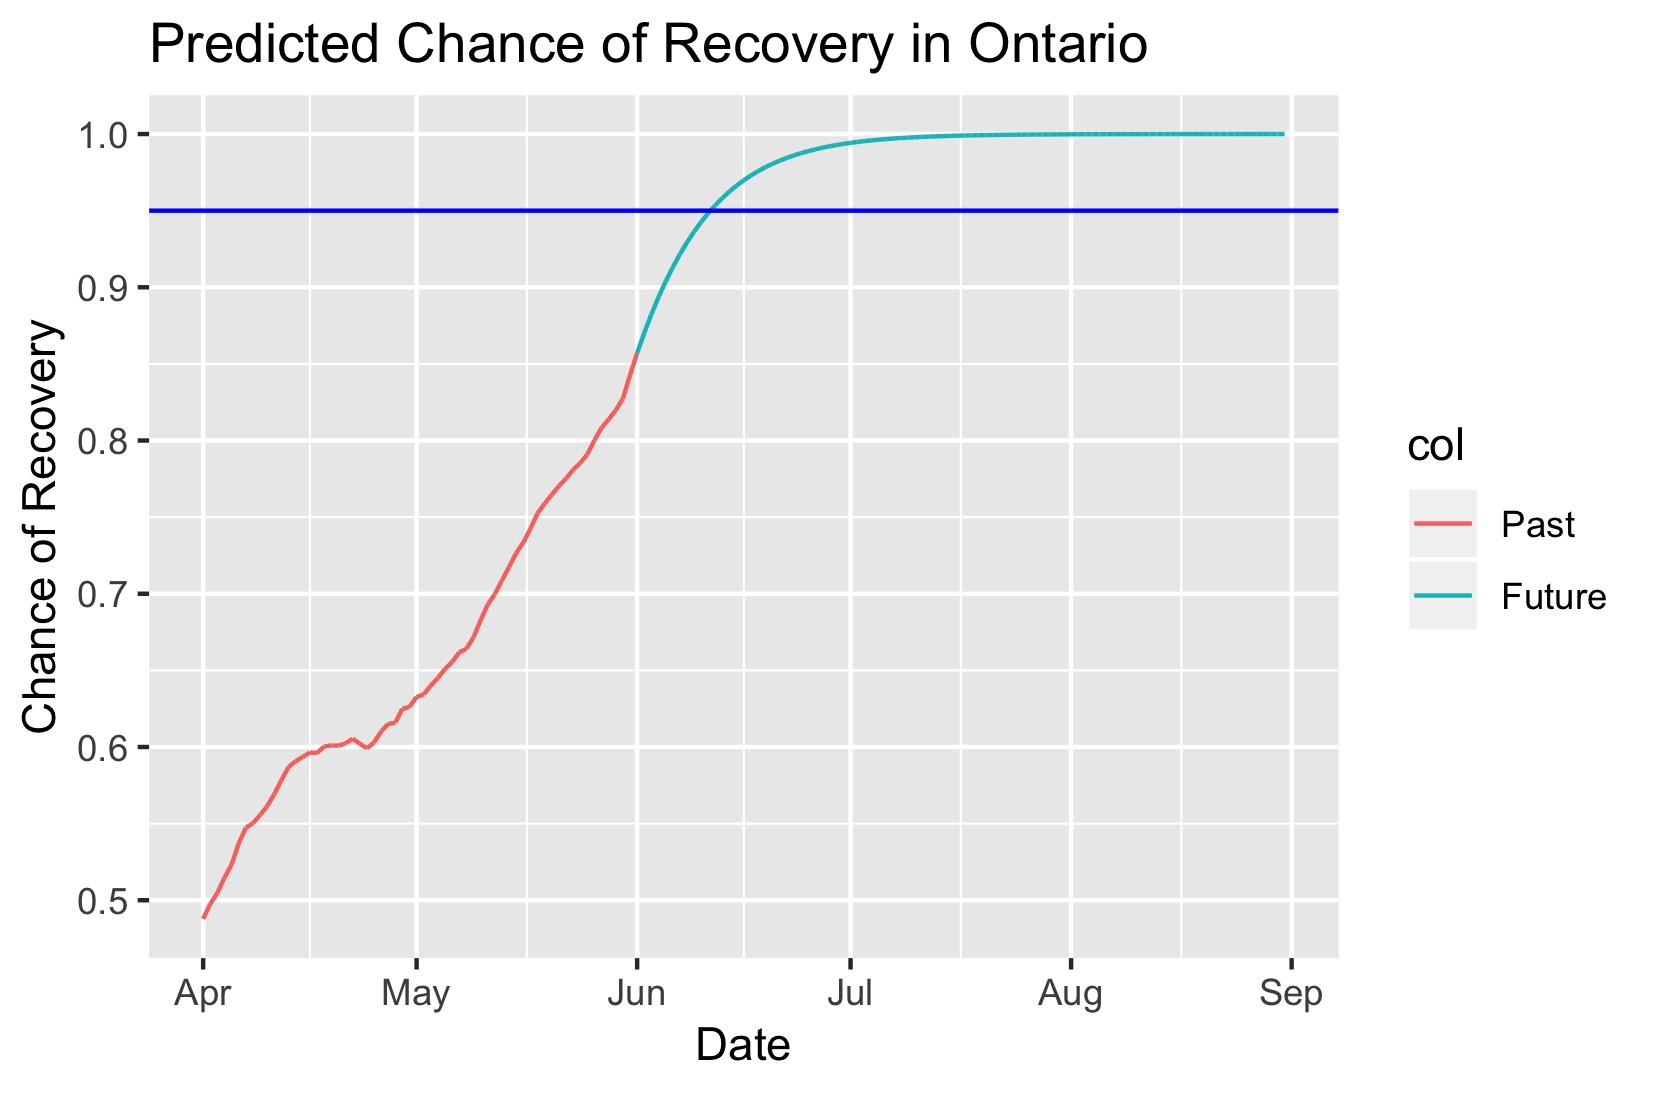 Predicted Chance of Recovery in Ontario
1.0
0.9
0.8
0.7
0.6
0.5
Chance of Recovery
Apr May Jun Jul Aug Sep
Date
col
Past
Future